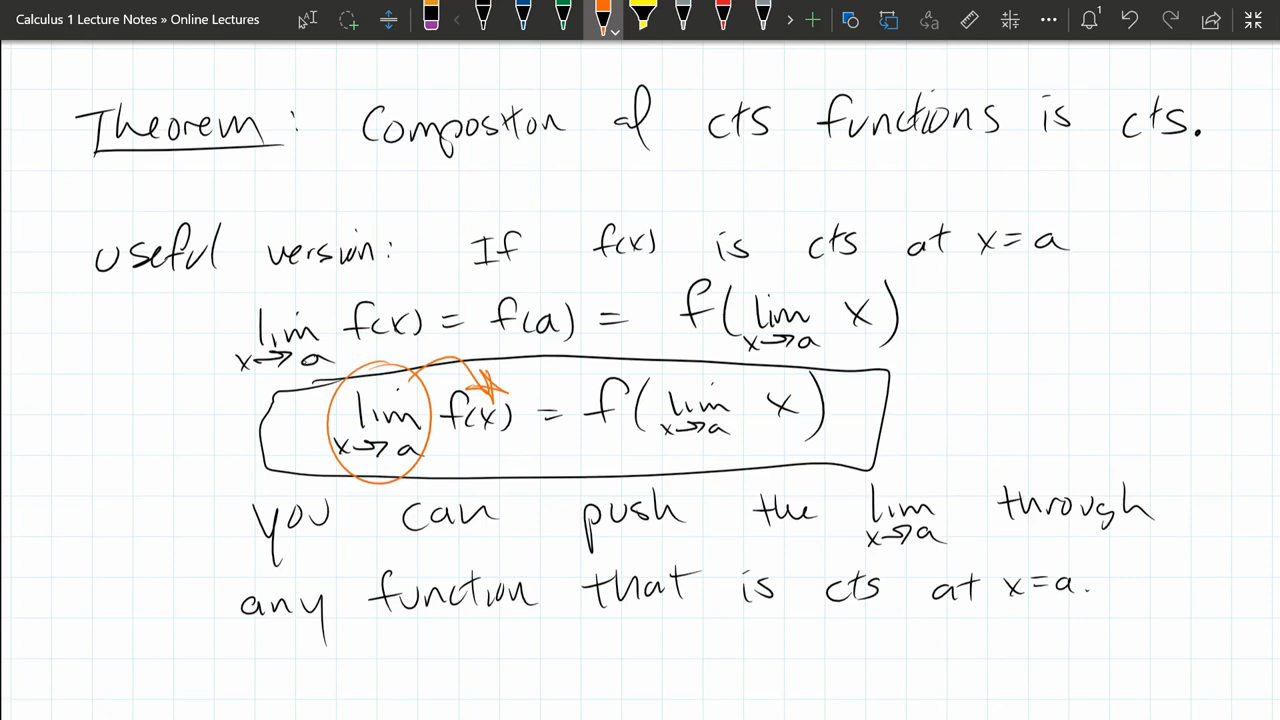 Calculus 1 Lecture Notes » Online Lectures
Theorem: Compositon of cts functions is cts.
useful version: If f(x) is cts at x=a
lim x→a f(x) = f(a) = f(lim x→a x)
lim x→a f(x) = f(lim x→a x)
you can push the lim x→a through
any function that is cts at x=a.